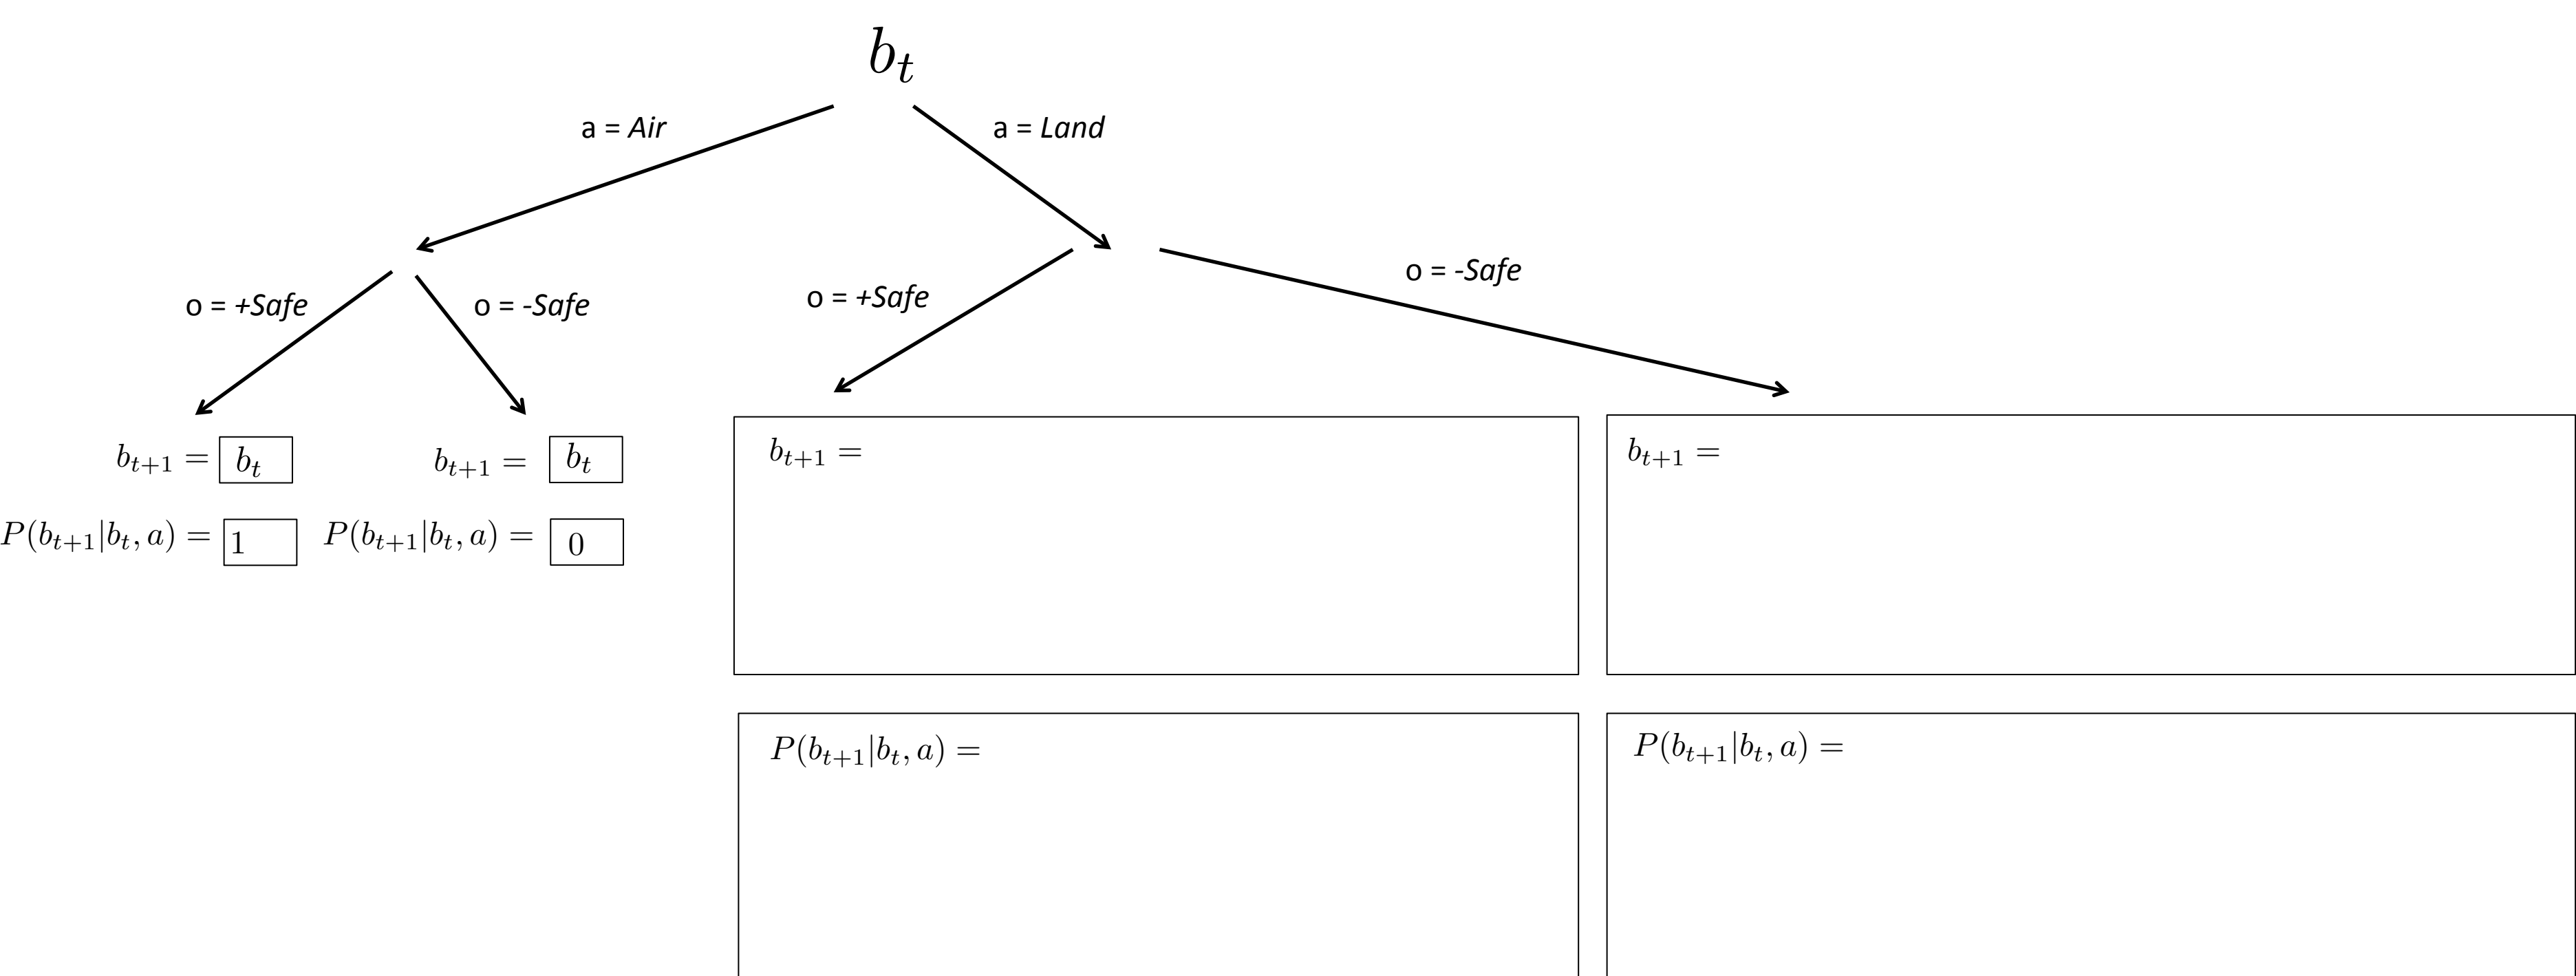 b_t
a = Air
a = Land
o = +Safe
o = -Safe
o = +Safe
o = -Safe
b_{t+1} = b_t
b_{t+1} = b_t
b_{t+1} =
b_{t+1} =
P(b_{t+1}|b_t, a) = 1
P(b_{t+1}|b_t, a) = 0
P(b_{t+1}|b_t, a) =
P(b_{t+1}|b_t, a) =